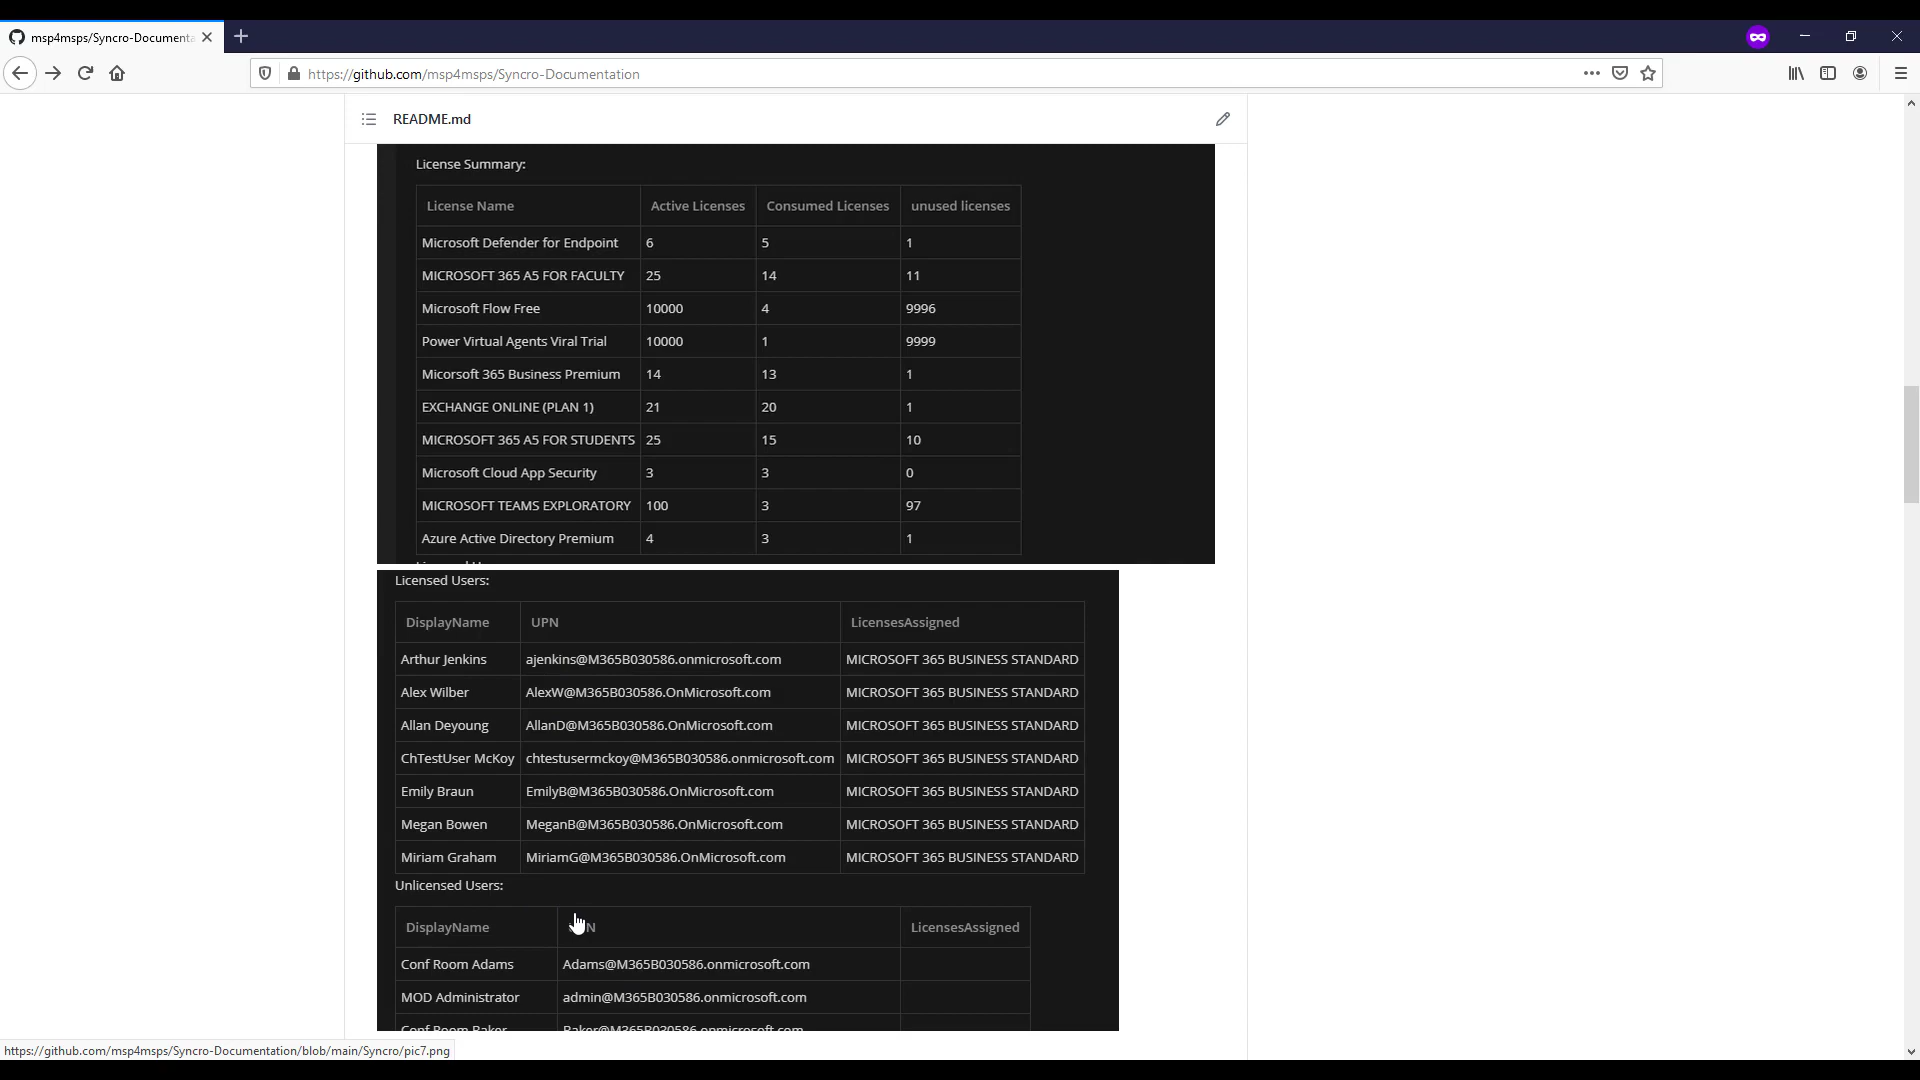 msp4msps/Syncro-Documenta
https://github.com/msp4msps/Syncro-Documentation
README.md
License Summary:
License Name Active Licenses Consumed Licenses unused licenses
Microsoft Defender for Endpoint 6 5 1
MICROSOFT 365 A5 FOR FACULTY 25 14 11
Microsoft Flow Free 10000 4 9996
Power Virtual Agents Viral Trial 10000 1 9999
Micorsoft 365 Business Premium 14 13 1
EXCHANGE ONLINE (PLAN 1) 21 20 1
MICROSOFT 365 A5 FOR STUDENTS 25 15 10
Microsoft Cloud App Security 3 3 0
MICROSOFT TEAMS EXPLORATORY 100 3 97
Azure Active Directory Premium 4 3 1
Licensed Users:
DisplayName UPN LicensesAssigned
Arthur Jenkins ajenkins@M365B030586.onmicrosoft.com MICROSOFT 365 BUSINESS STANDARD
Alex Wilber AlexW@M365B030586.OnMicrosoft.com MICROSOFT 365 BUSINESS STANDARD
Allan Deyoung AllanD@M365B030586.OnMicrosoft.com MICROSOFT 365 BUSINESS STANDARD
ChTestUser McKoy chtestusermckoy@M365B030586.onmicrosoft.com MICROSOFT 365 BUSINESS STANDARD
Emily Braun EmilyB@M365B030586.OnMicrosoft.com MICROSOFT 365 BUSINESS STANDARD
Megan Bowen MeganB@M365B030586.OnMicrosoft.com MICROSOFT 365 BUSINESS STANDARD
Miriam Graham MiriamG@M365B030586.OnMicrosoft.com MICROSOFT 365 BUSINESS STANDARD
Unlicensed Users:
DisplayName LicensesAssigned
Conf Room Adams Adams@M365B030586.onmicrosoft.com
MOD Administrator admin@M365B030586.onmicrosoft.com
Conf Room Baker Baker@M365B030586.onmicrosoft.com
https://github.com/msp4msps/Syncro-Documentation/blob/main/Syncro/pic7.png